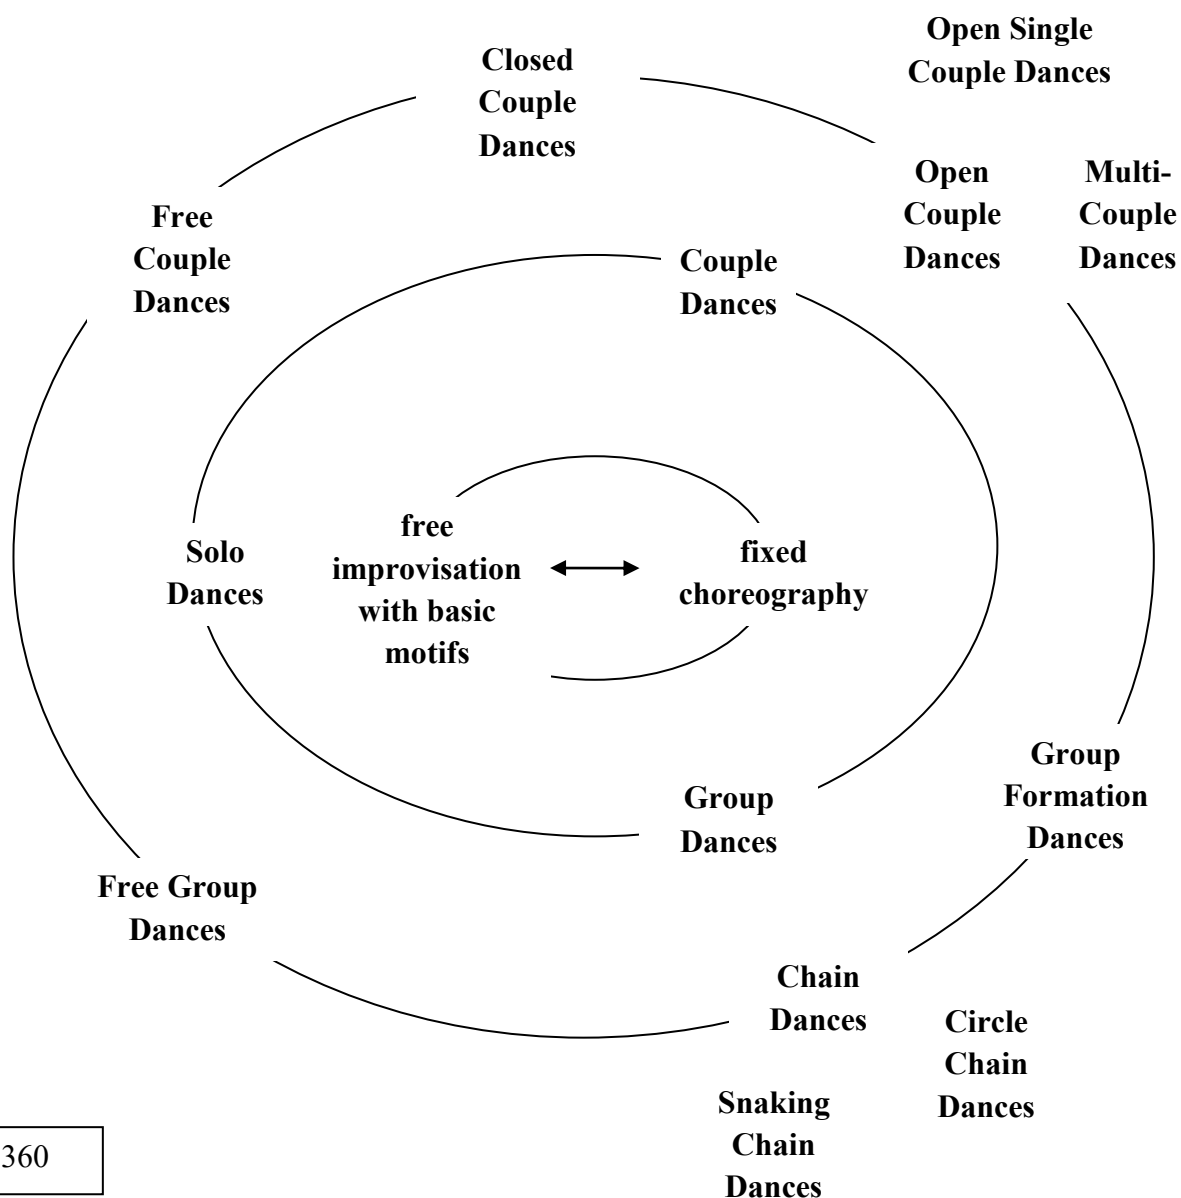 Open Single
Couple Dances
Closed
Couple
Dances
Open
Couple
Dances
Multi-
Couple
Dances
Free
Couple
Dances
Couple
Dances
Solo
Dances
free
improvisation
with basic
motifs
fixed
choreography
Group
Dances
Group
Formation
Dances
Free Group
Dances
Chain
Dances
Circle
Chain
Dances
Snaking
Chain
Dances
360